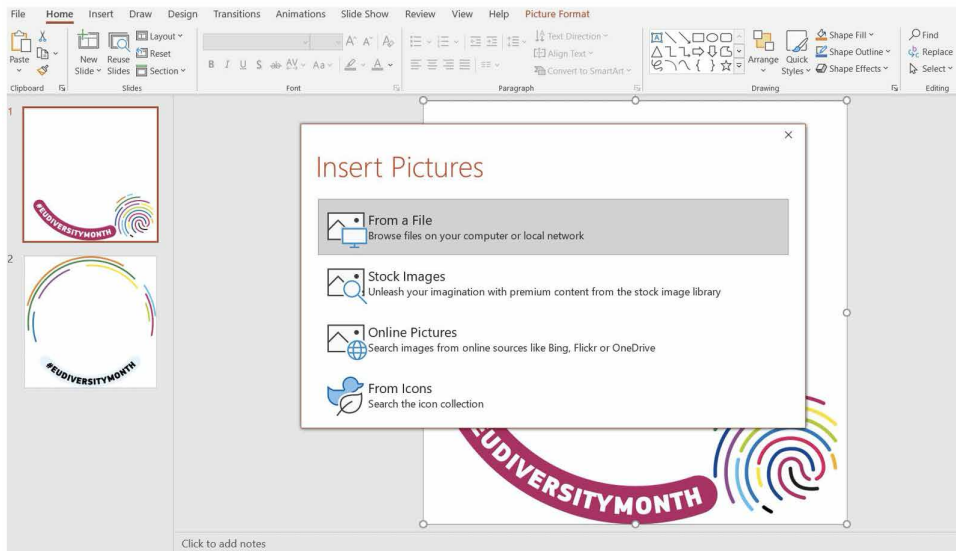 File Home Insert Draw Design Transitions Animations Slide Show Review View Help Picture Format
Paste
New Slide
Reuse Slides
Layout
Reset
Section
B I U S ab AV Aa A A
Text Direction
Align Text
Convert to SmartArt
Arrange
Quick Styles
Shape Fill
Shape Outline
Shape Effects
Find
Replace
Select
Clipboard Slides Font Paragraph Drawing Editing
1
#EUDIVERSITYMONTH
2
#EUDIVERSITYMONTH
Insert Pictures
From a File
Browse files on your computer or local network
Stock Images
Unleash your imagination with premium content from the stock image library
Online Pictures
Search images from online sources like Bing, Flickr or OneDrive
From Icons
Search the icon collection
EUDIVERSITYMONTH
Click to add notes